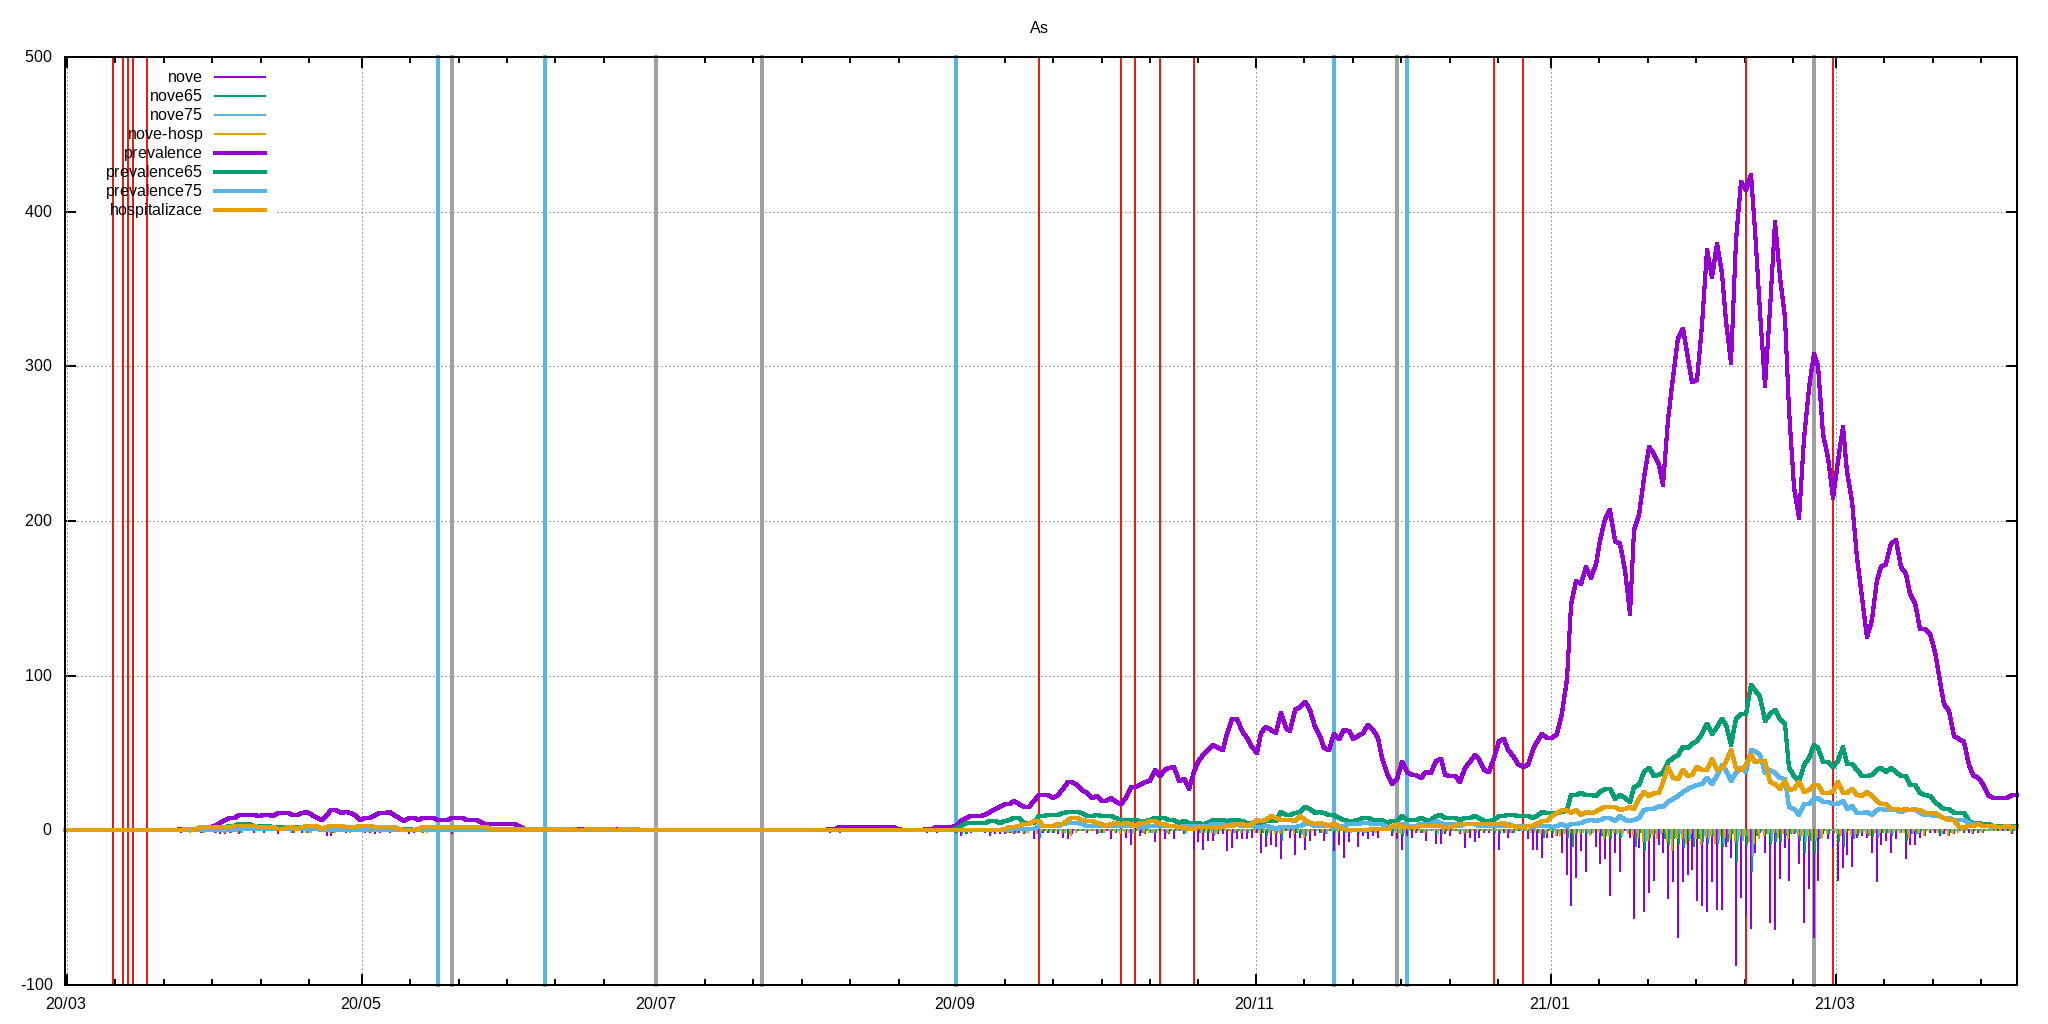 As
500
400
300
200
100
0
-100
nove
nove65
nove75
nove-hosp
prevalence
prevalence65
prevalence75
hospitalizace
20/03 20/05 20/07 20/09 20/11 21/01 21/03